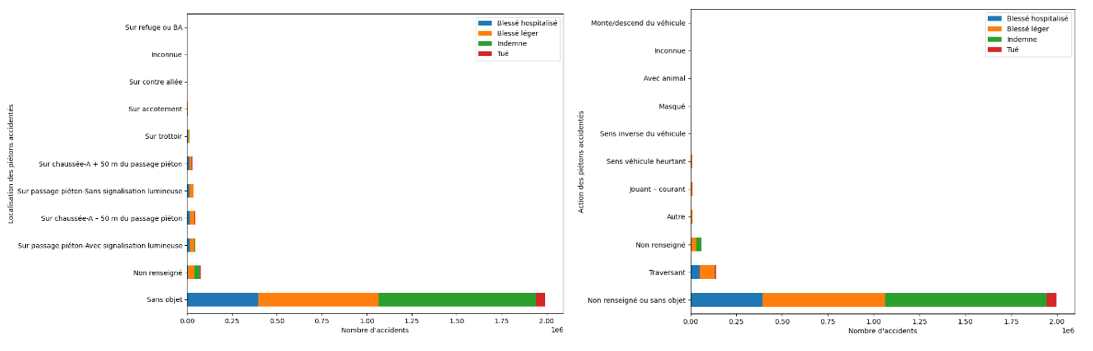 Sur refuge ou BA
Inconnue
Sur contre allée
Sur accotement
Sur trottoir
Sur chaussée-A + 50 m du passage piéton
Sur passage piéton-Sans signalisation lumineuse
Sur chaussée-A – 50 m du passage piéton
Sur passage piéton-Avec signalisation lumineuse
Non renseigné
Sans objet
Localisation des piétons accidentés
Blessé hospitalisé
Blessé léger
Indemne
Tué
0.00 0.25 0.50 0.75 1.00 1.25 1.50 1.75 2.00
Nombre d'accidents
1e6
Monte/descend du véhicule
Inconnue
Avec animal
Masqué
Sens inverse du véhicule
Sens véhicule heurtant
Jouant – courant
Autre
Non renseigné
Traversant
Non renseigné ou sans objet
Action des piétons accidentés
Blessé hospitalisé
Blessé léger
Indemne
Tué
0.00 0.25 0.50 0.75 1.00 1.25 1.50 1.75 2.00
Nombre d'accidents
1e6